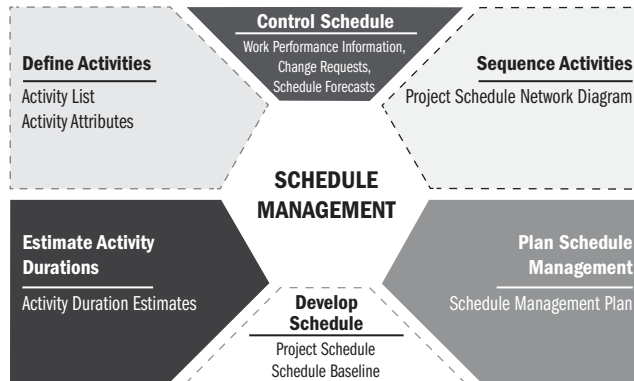 Control Schedule
Work Performance Information,
Change Requests,
Schedule Forecasts
Define Activities
Activity List
Activity Attributes
Sequence Activities
Project Schedule Network Diagram
SCHEDULE
MANAGEMENT
Estimate Activity
Durations
Activity Duration Estimates
Plan Schedule
Management
Schedule Management Plan
Develop
Schedule
Project Schedule
Schedule Baseline